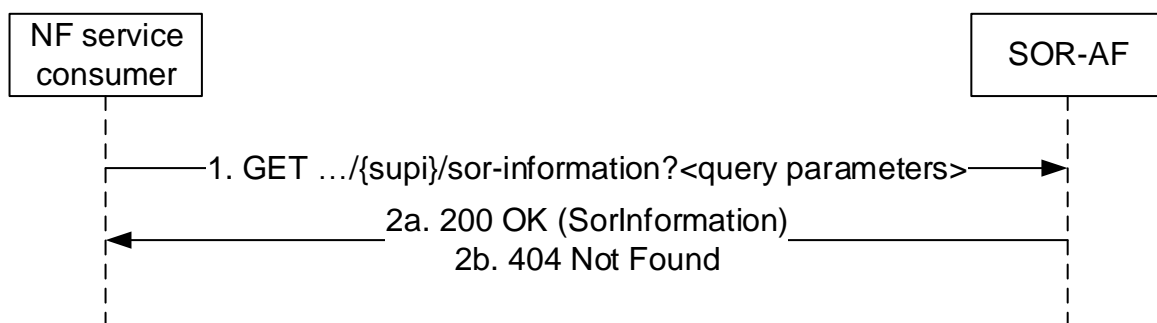 NF service
consumer
SOR-AF
1. GET …/{supi}/sor-information?<query parameters>
2a. 200 OK (SorInformation)
2b. 404 Not Found